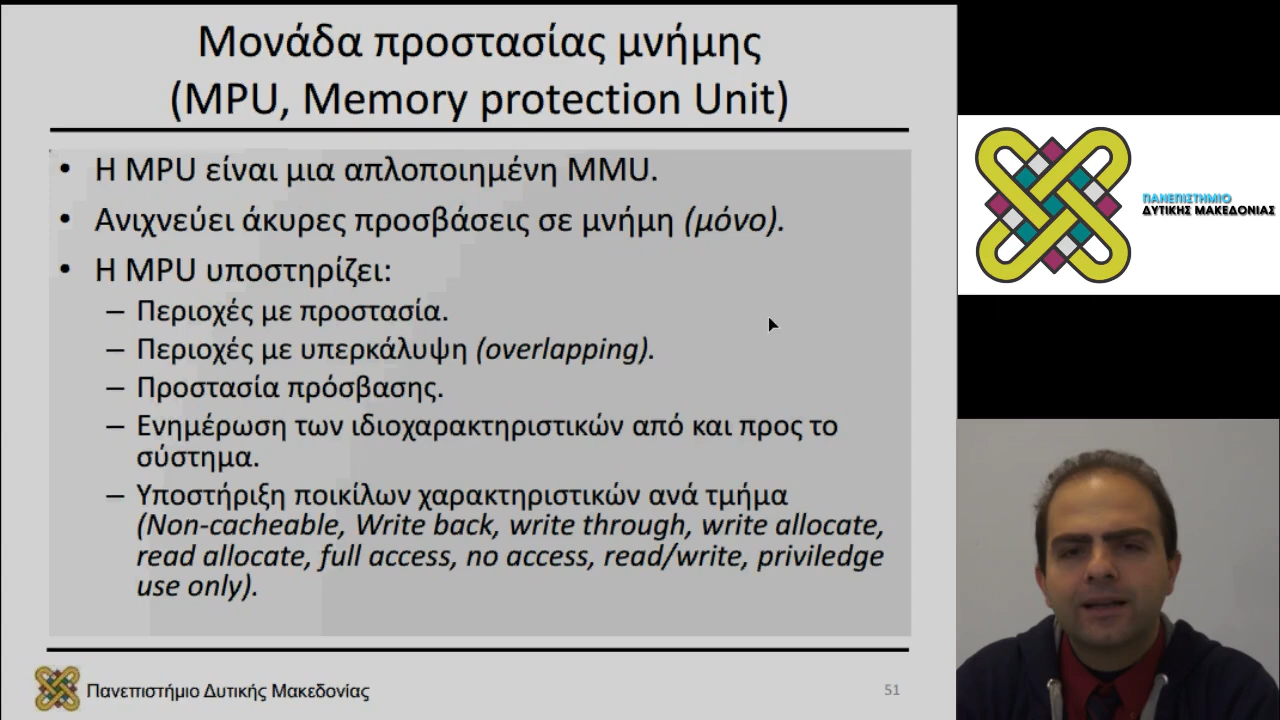 Μονάδα προστασίας μνήμης
(MPU, Memory protection Unit)
• Η MPU είναι μια απλοποιημένη MMU.
• Ανιχνεύει άκυρες προσβάσεις σε μνήμη (μόνο).
• Η MPU υποστηρίζει:
– Περιοχές με προστασία.
– Περιοχές με υπερκάλυψη (overlapping).
– Προστασία πρόσβασης.
– Ενημέρωση των ιδιοχαρακτηριστικών από και προς το
σύστημα.
– Υποστήριξη ποικίλων χαρακτηριστικών ανά τμήμα
(Non-cacheable, Write back, write through, write allocate,
read allocate, full access, no access, read/write, priviledge
use only).
Πανεπιστήμιο Δυτικής Μακεδονίας
51
ΠΑΝΕΠΙΣΤΗΜΙΟ
ΔΥΤΙΚΗΣ ΜΑΚΕΔΟΝΙΑΣ